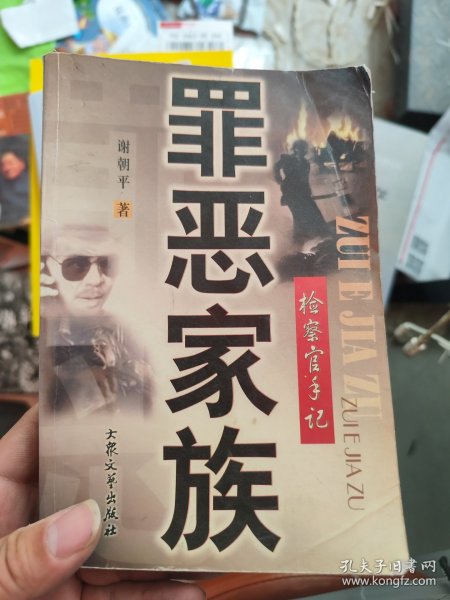 罪恶家族
谢朝平
著
检察官手记
ZUI E JIA ZU
ZUI E JIA ZU
大众文艺出版社
孔夫子旧书网
www.kongfz.com